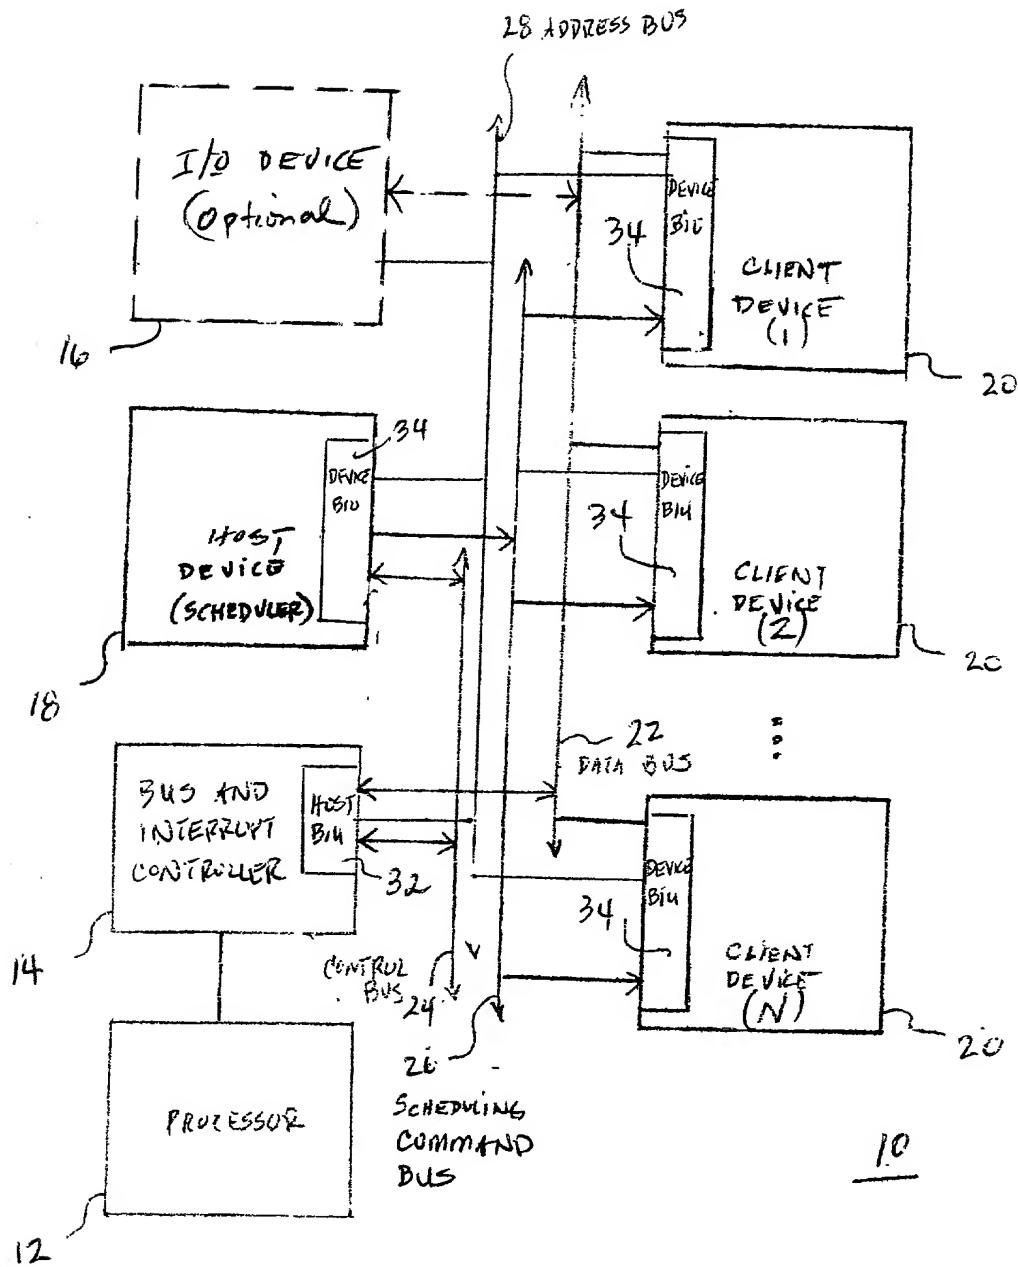 28 ADDRESS BUS
I/O DEVICE
(Optional)
16
DEVICE
BIU
34
CLIENT
DEVICE
(1)
20
34
DEVICE
BIU
HOST
DEVICE
(SCHEDULER)
18
DEVICE
BIU
34
CLIENT
DEVICE
(2)
20
22
DATA BUS
BUS AND
INTERRUPT
CONTROLLER
HOST
BIU
32
14
DEVICE
BIU
34
CLIENT
DEVICE
(N)
20
CONTROL
BUS
24
26
SCHEDULING
COMMAND
BUS
PROCESSOR
12
10